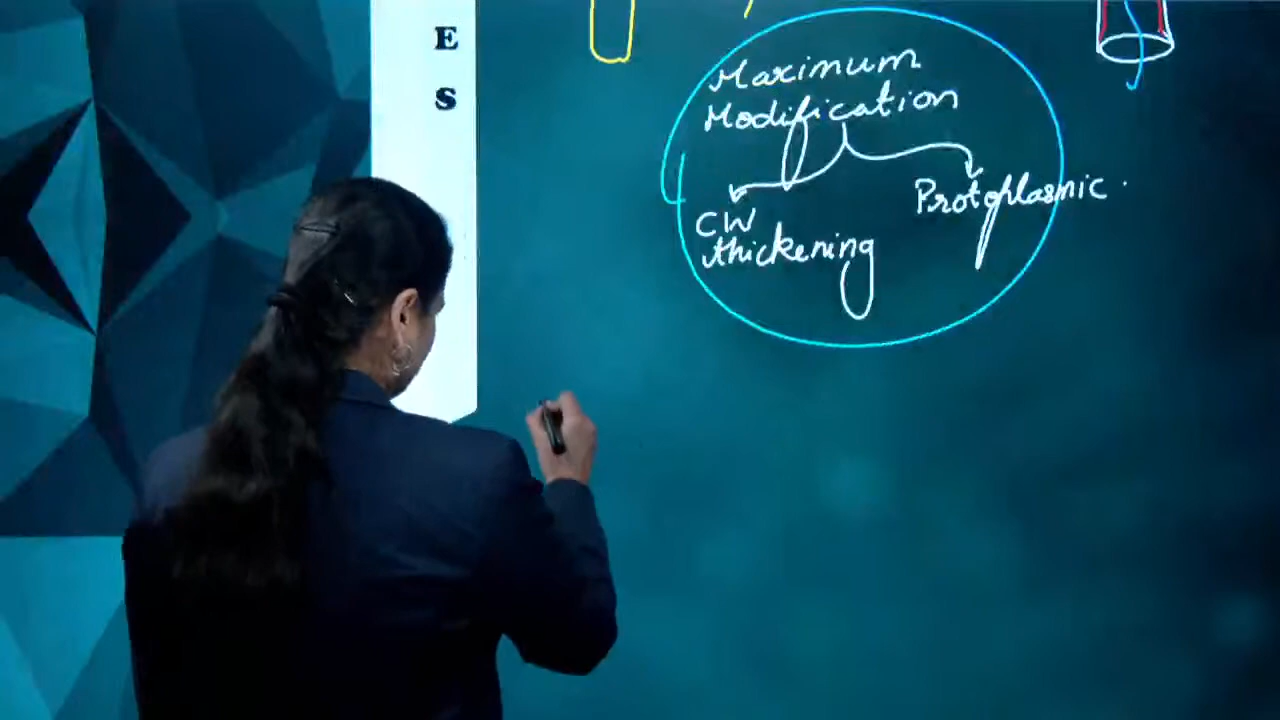 E
S
Maximum
Modification
CW
thickening
Protoplasmic.